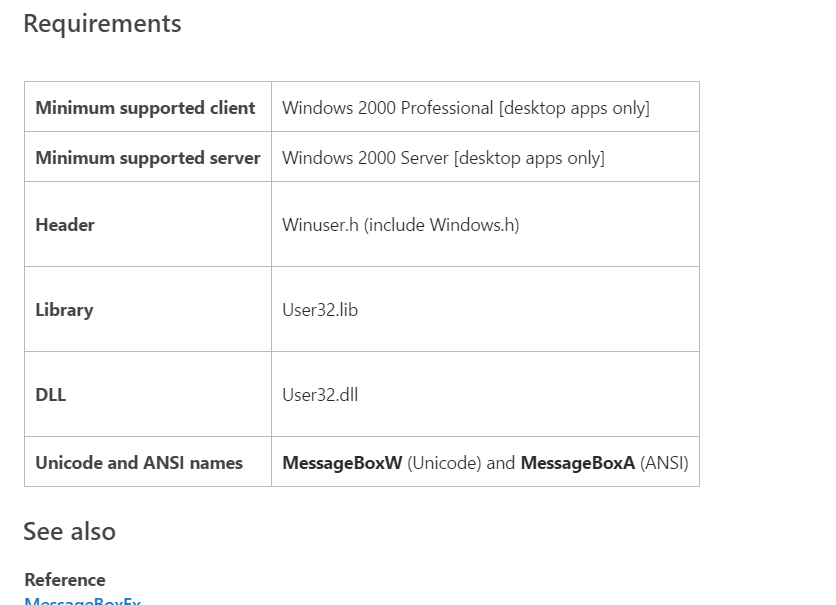 Requirements
Minimum supported client Windows 2000 Professional [desktop apps only]
Minimum supported server Windows 2000 Server [desktop apps only]
Header Winuser.h (include Windows.h)
Library User32.lib
DLL User32.dll
Unicode and ANSI names MessageBoxW (Unicode) and MessageBoxA (ANSI)
See also
Reference
MessageBoxEx